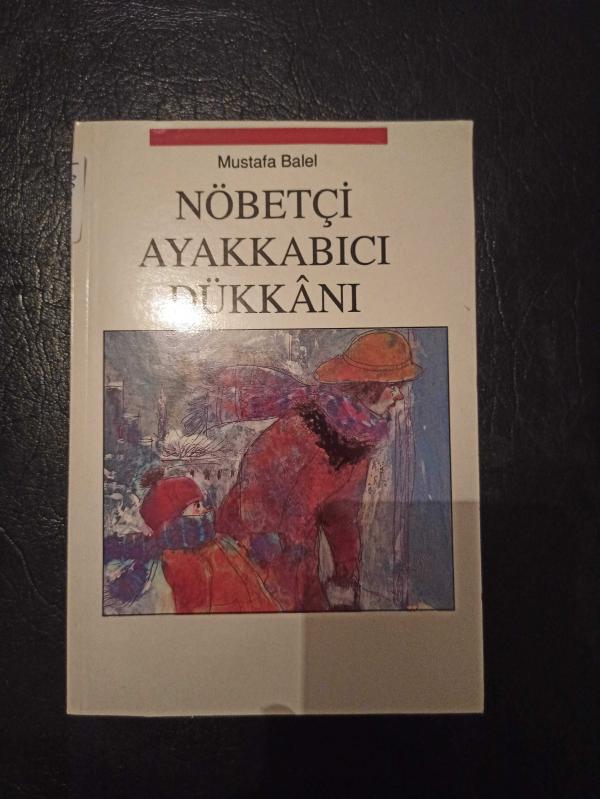 Mustafa Balel
NÖBETÇİ
AYAKKABICI
DÜKKÂNI